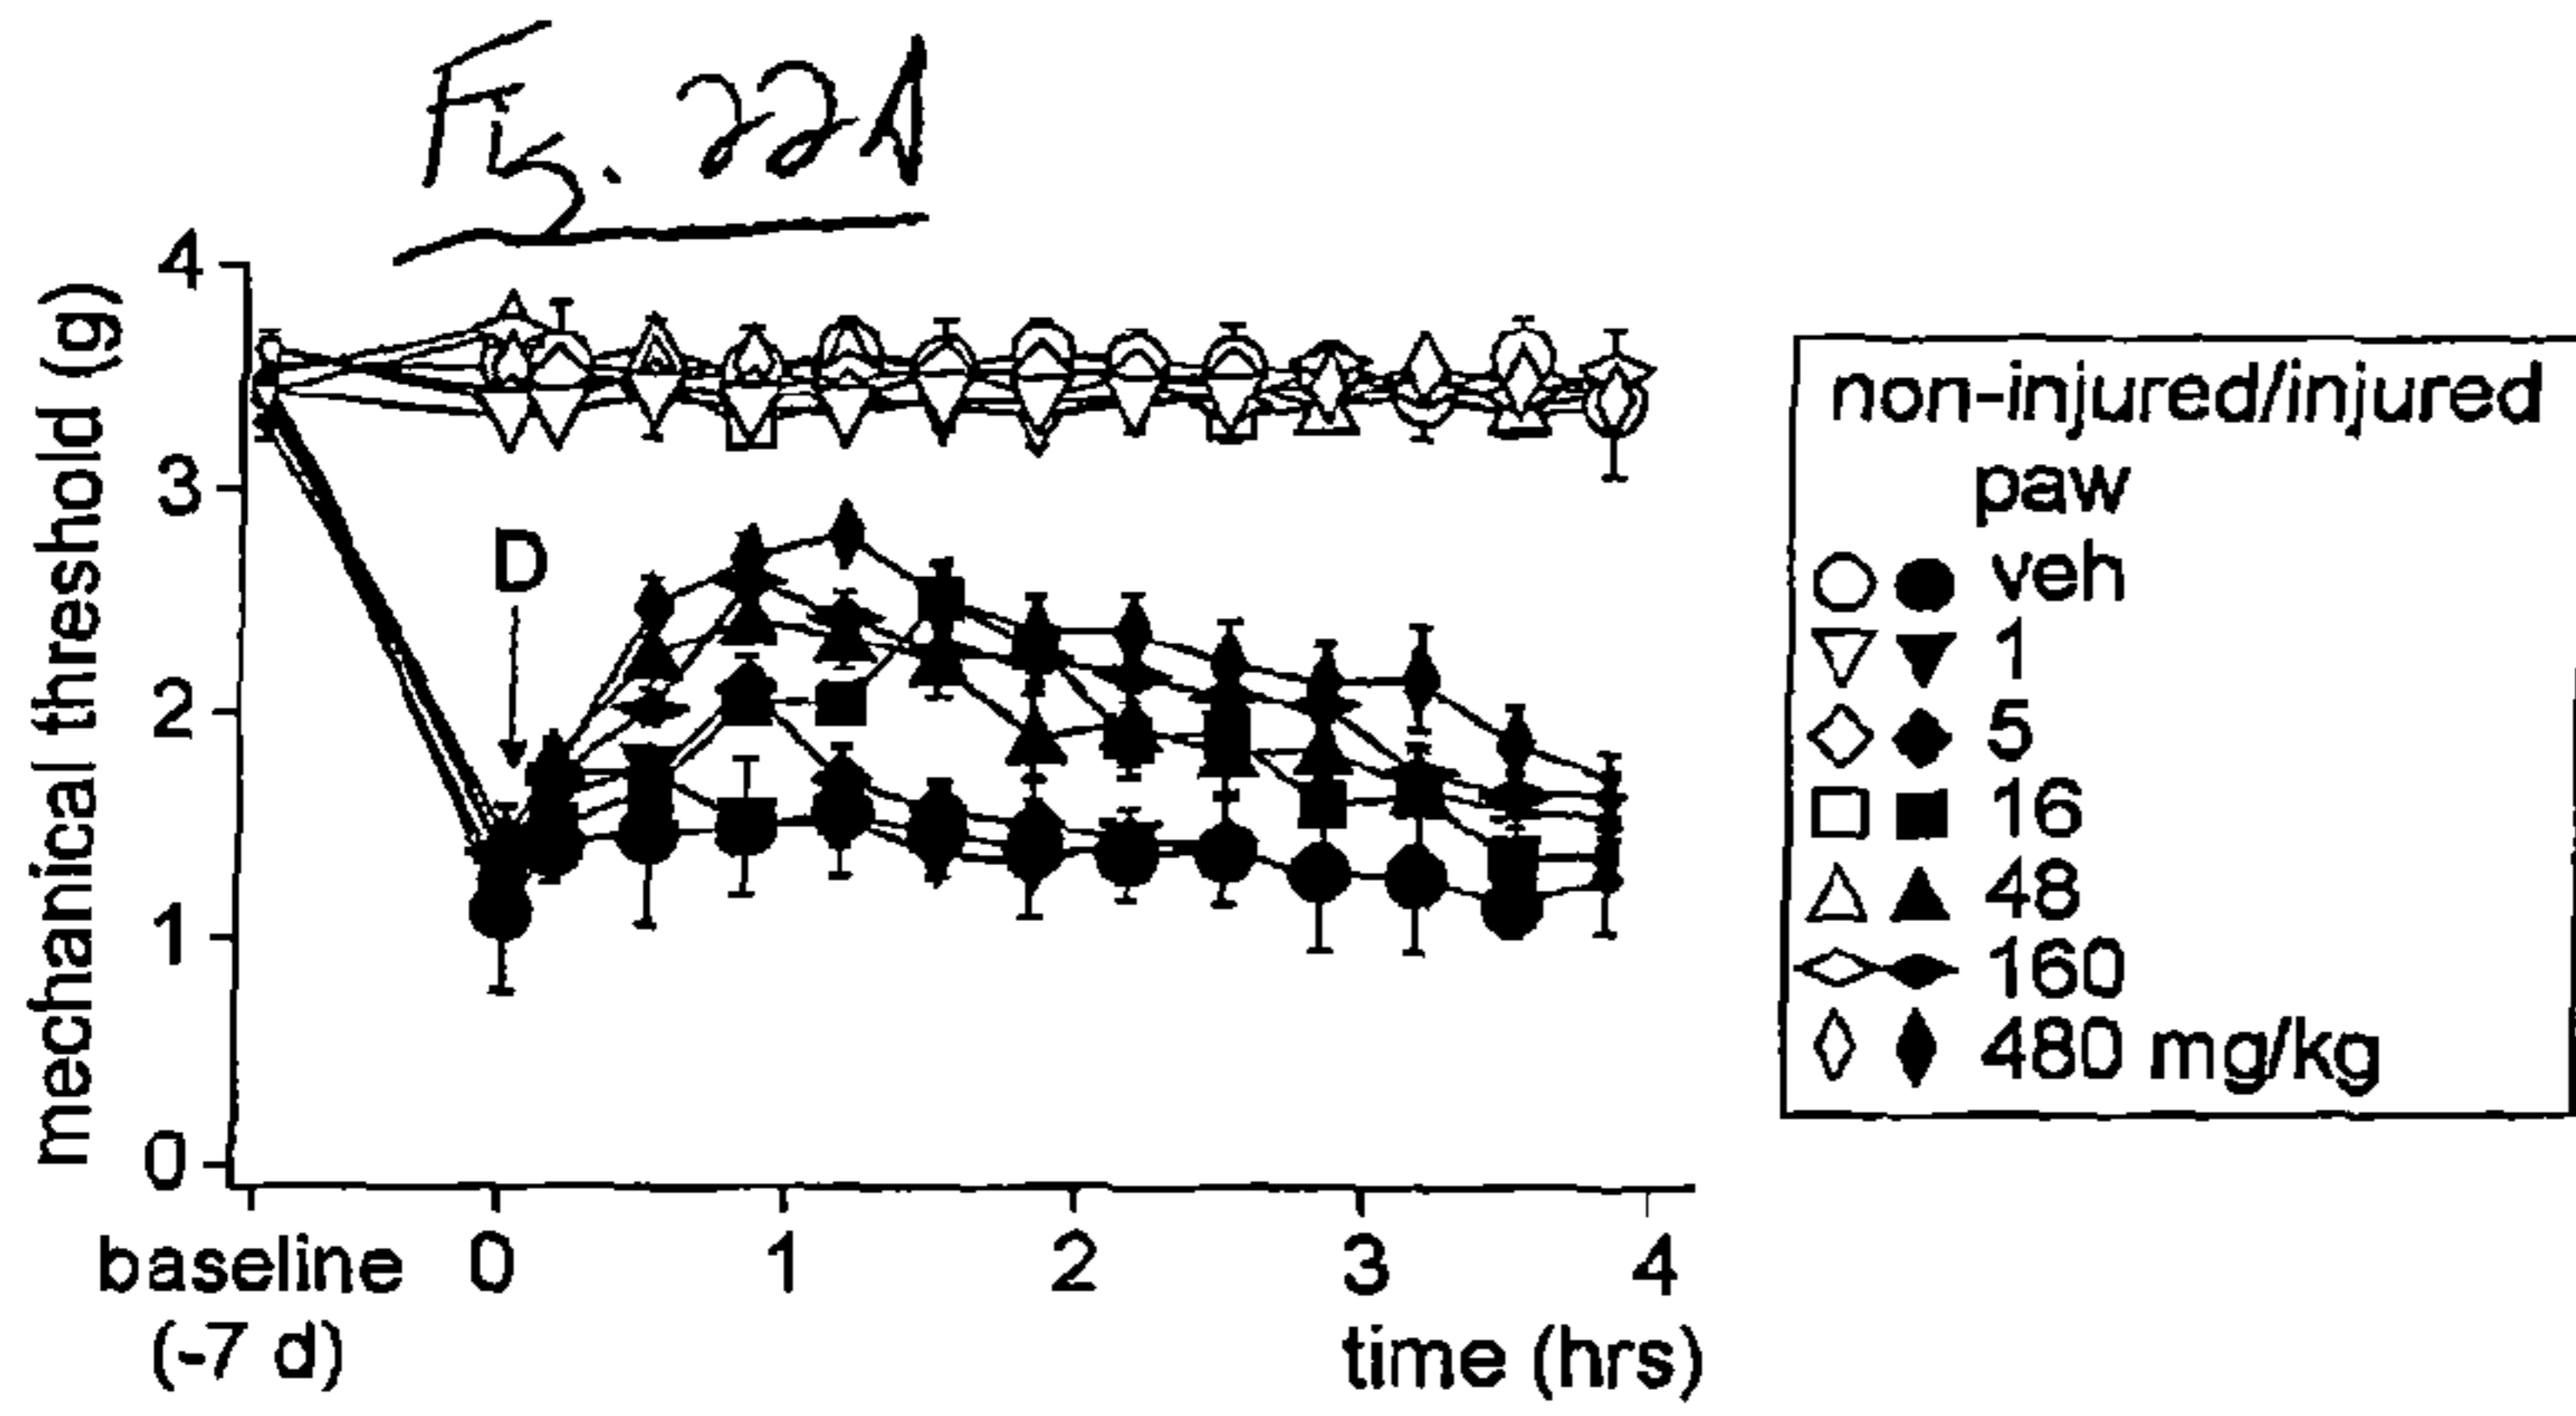 Fig. 22A
mechanical threshold (g)
4
3
2
1
0
D
baseline 0 1 2 3 4
(-7 d)
time (hrs)
non-injured/injured
paw
veh
1
5
16
48
160
480 mg/kg